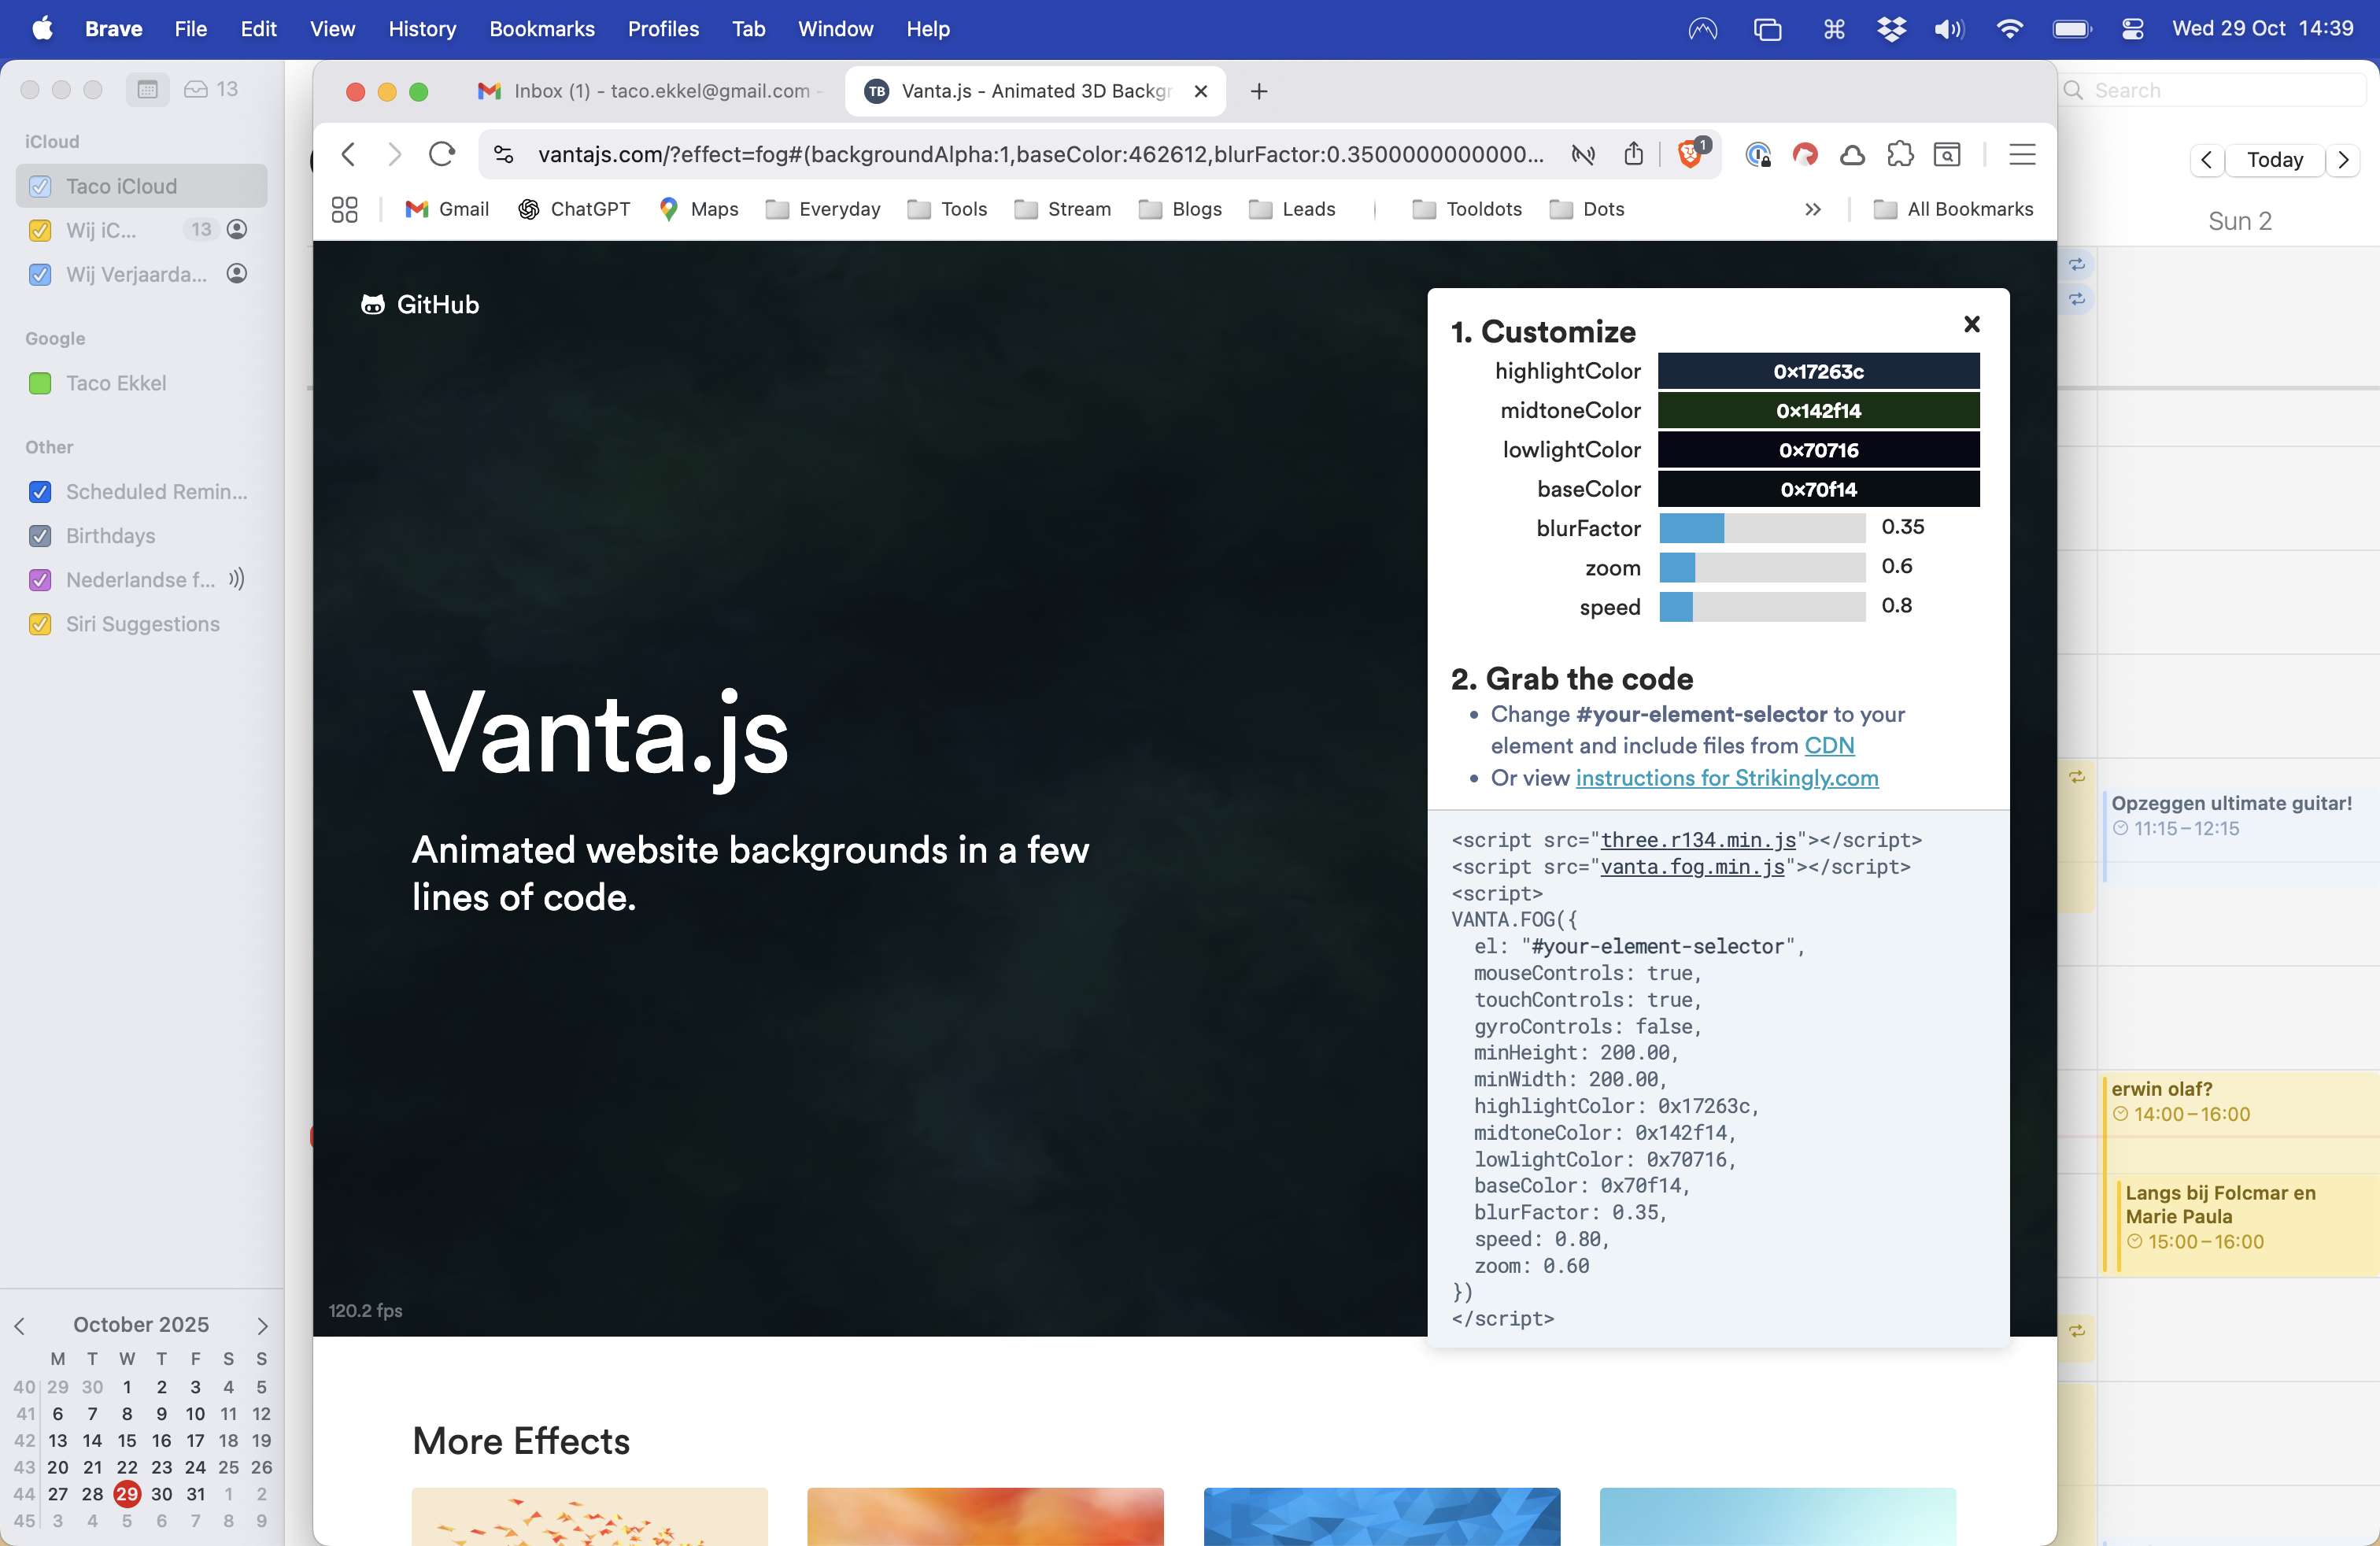 Brave File Edit View History Bookmarks Profiles Tab Window Help
Wed 29 Oct 14:39
13
iCloud
Taco iCloud
Wij iC... 13
Wij Verjaarda...
Google
Taco Ekkel
Other
Scheduled Remin...
Birthdays
Nederlandse f...
Siri Suggestions
October 2025
M T W T F S S
40 29 30 1 2 3 4 5
41 6 7 8 9 10 11 12
42 13 14 15 16 17 18 19
43 20 21 22 23 24 25 26
44 27 28 29 30 31 1 2
45 3 4 5 6 7 8 9
Inbox (1) - taco.ekkel@gmail.com -
TB Vanta.js - Animated 3D Backgr
vantajs.com/?effect=fog#(backgroundAlpha:1,baseColor:462612,blurFactor:0.3500000000000...
1
Gmail ChatGPT Maps Everyday Tools Stream Blogs Leads Tooldots Dots All Bookmarks
GitHub
Vanta.js
Animated website backgrounds in a few
lines of code.
120.2 fps
1. Customize
highlightColor 0×17263c
midtoneColor 0×142f14
lowlightColor 0×70716
baseColor 0×70f14
blurFactor 0.35
zoom 0.6
speed 0.8
2. Grab the code
• Change #your-element-selector to your
element and include files from CDN
• Or view instructions for Strikingly.com
<script src="three.r134.min.js"></script>
<script src="vanta.fog.min.js"></script>
<script>
VANTA.FOG({
el: "#your-element-selector",
mouseControls: true,
touchControls: true,
gyroControls: false,
minHeight: 200.00,
minWidth: 200.00,
highlightColor: 0x17263c,
midtoneColor: 0x142f14,
lowlightColor: 0x70716,
baseColor: 0x70f14,
blurFactor: 0.35,
speed: 0.80,
zoom: 0.60
})
</script>
More Effects
Search
Today
Sun 2
Opzeggen ultimate guitar!
11:15–12:15
erwin olaf?
14:00–16:00
Langs bij Folcmar en
Marie Paula
15:00–16:00